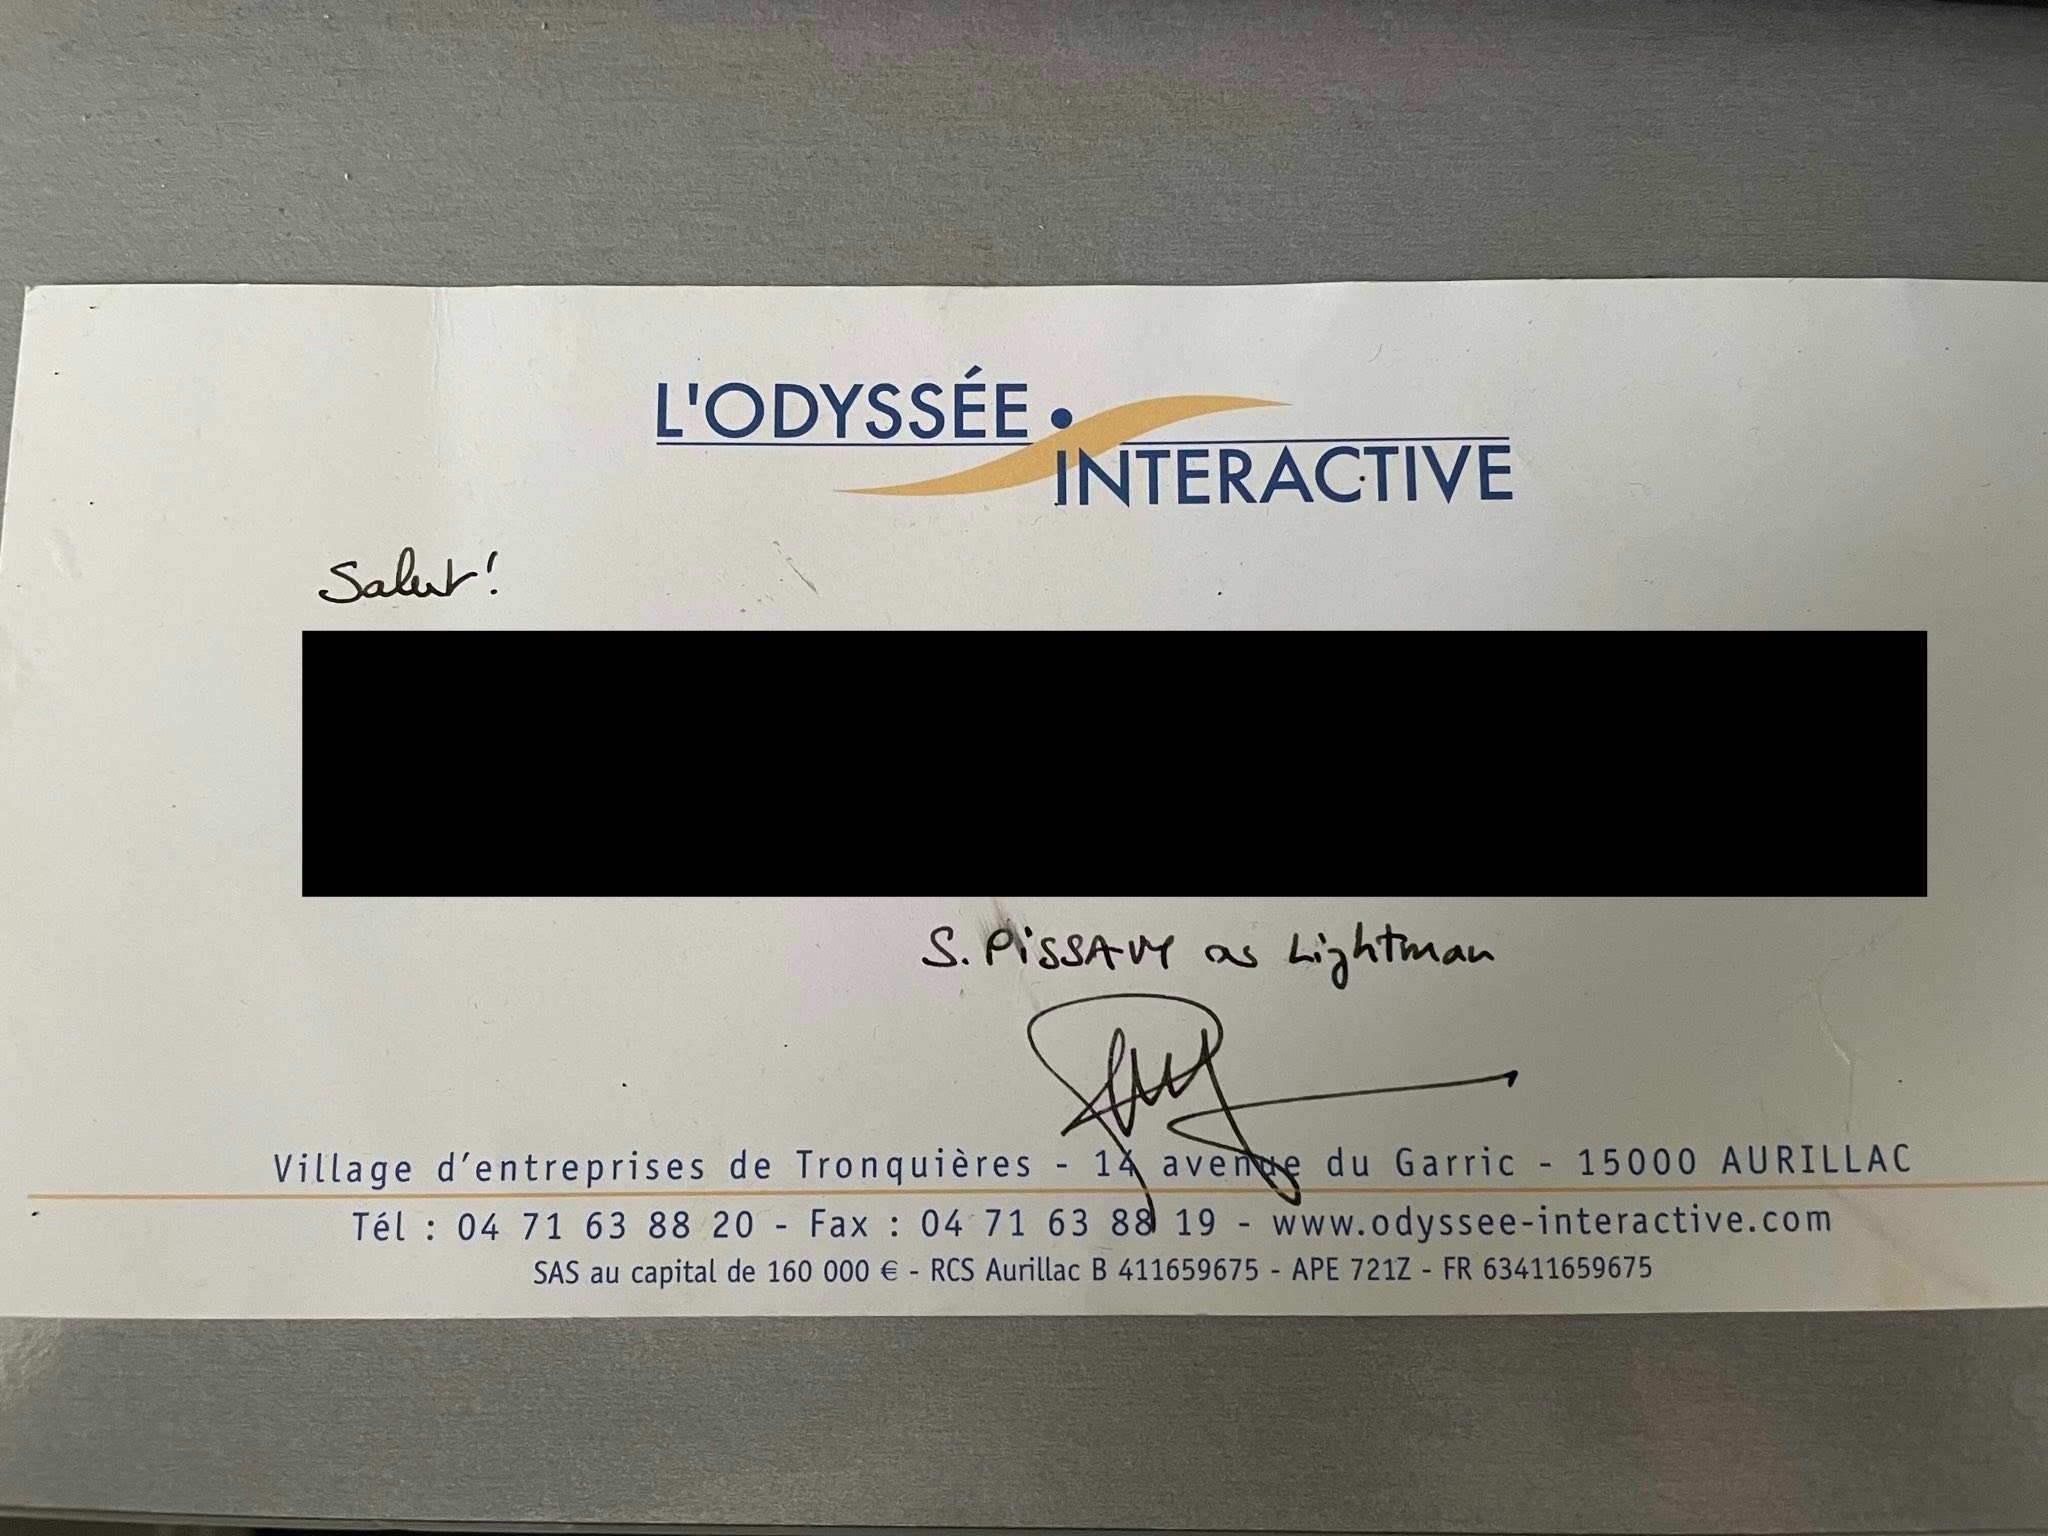 L'ODYSSÉE
INTERACTIVE
Salut!
S. PiSSAVY as Lightman
Village d'entreprises de Tronquières - 14 avenue du Garric - 15000 AURILLAC
Tél : 04 71 63 88 20 - Fax : 04 71 63 88 19 - www.odyssee-interactive.com
SAS au capital de 160 000 € - RCS Aurillac B 411659675 - APE 721Z - FR 63411659675